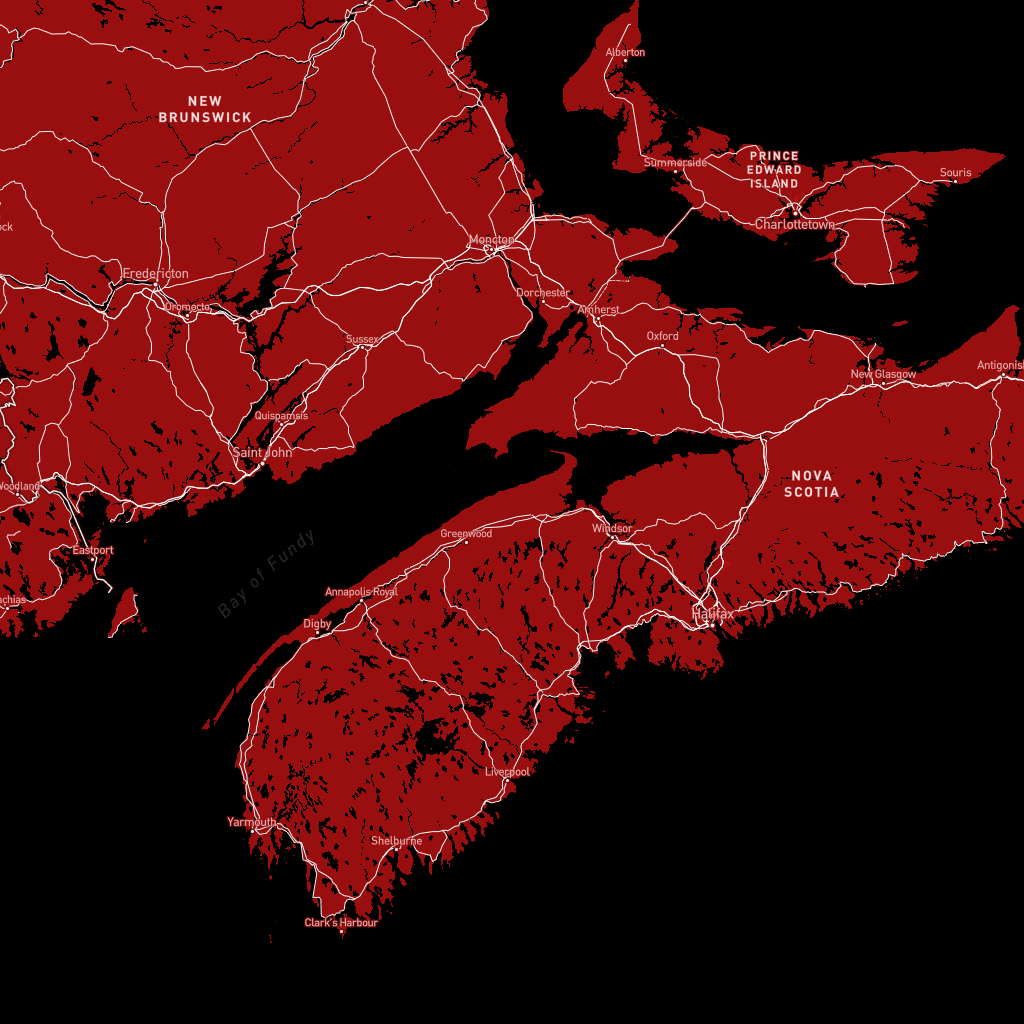 Alberton
NEW
BRUNSWICK
PRINCE
EDWARD
ISLAND
Summerside
Souris
Charlottetown
ock
Moncton
Fredericton
Dorchester
Oromocto
Amherst
Sussex
Oxford
Antigonish
New Glasgow
Quispamsis
Saint John
NOVA
SCOTIA
Woodland
Windsor
Greenwood
Eastport
Bay of Fundy
Annapolis Royal
achias
Halifax
Digby
Liverpool
Yarmouth
Shelburne
Clark's Harbour